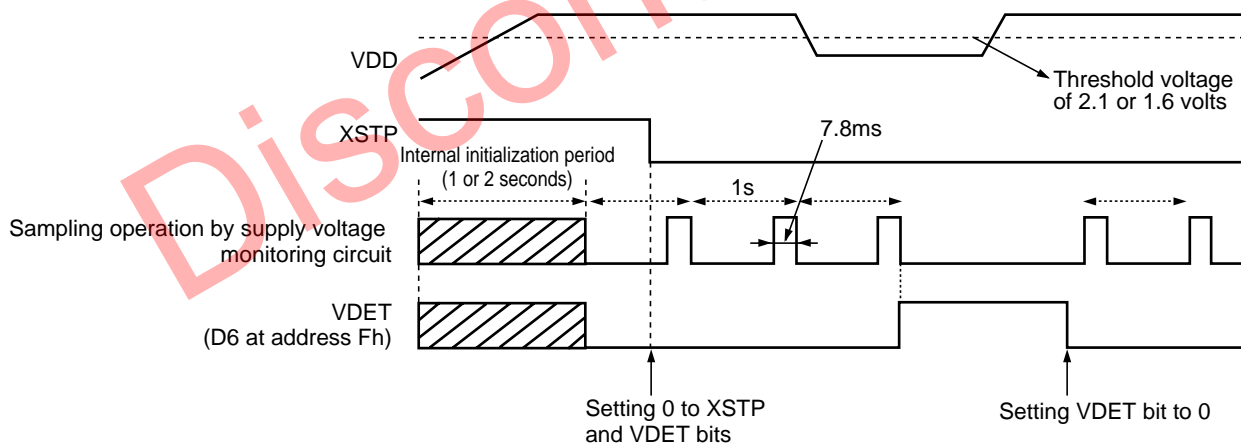 VDD
Threshold voltage
of 2.1 or 1.6 volts
XSTP
7.8ms
Internal initialization period
(1 or 2 seconds)
1s
Sampling operation by supply voltage
monitoring circuit
VDET
(D6 at address Fh)
Setting 0 to XSTP
and VDET bits
Setting VDET bit to 0
Discon